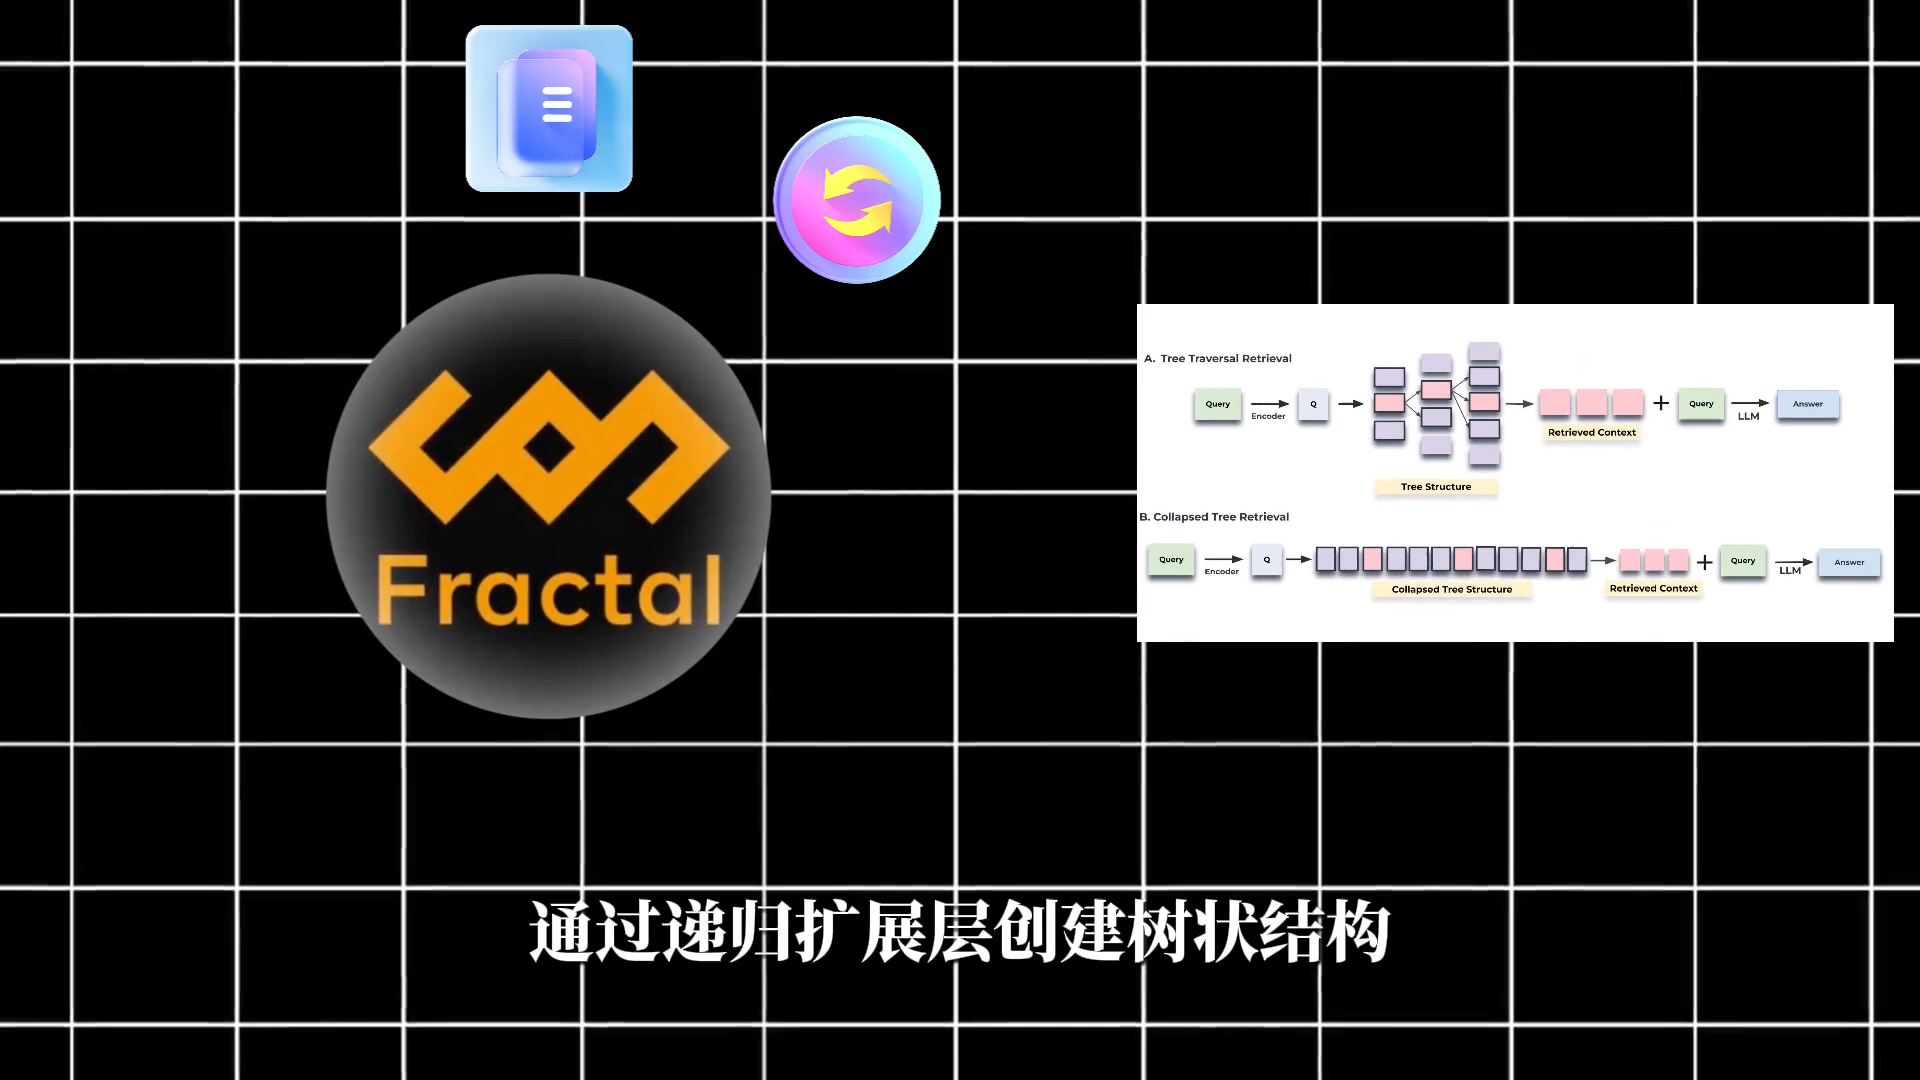 Fractal
A. Tree Traversal Retrieval
Query
Encoder
Q
Retrieved Context
+
Query
LLM
Answer
Tree Structure
B. Collapsed Tree Retrieval
Query
Encoder
Q
Collapsed Tree Structure
Retrieved Context
+
Query
LLM
Answer
通过递归扩展层创建树状结构